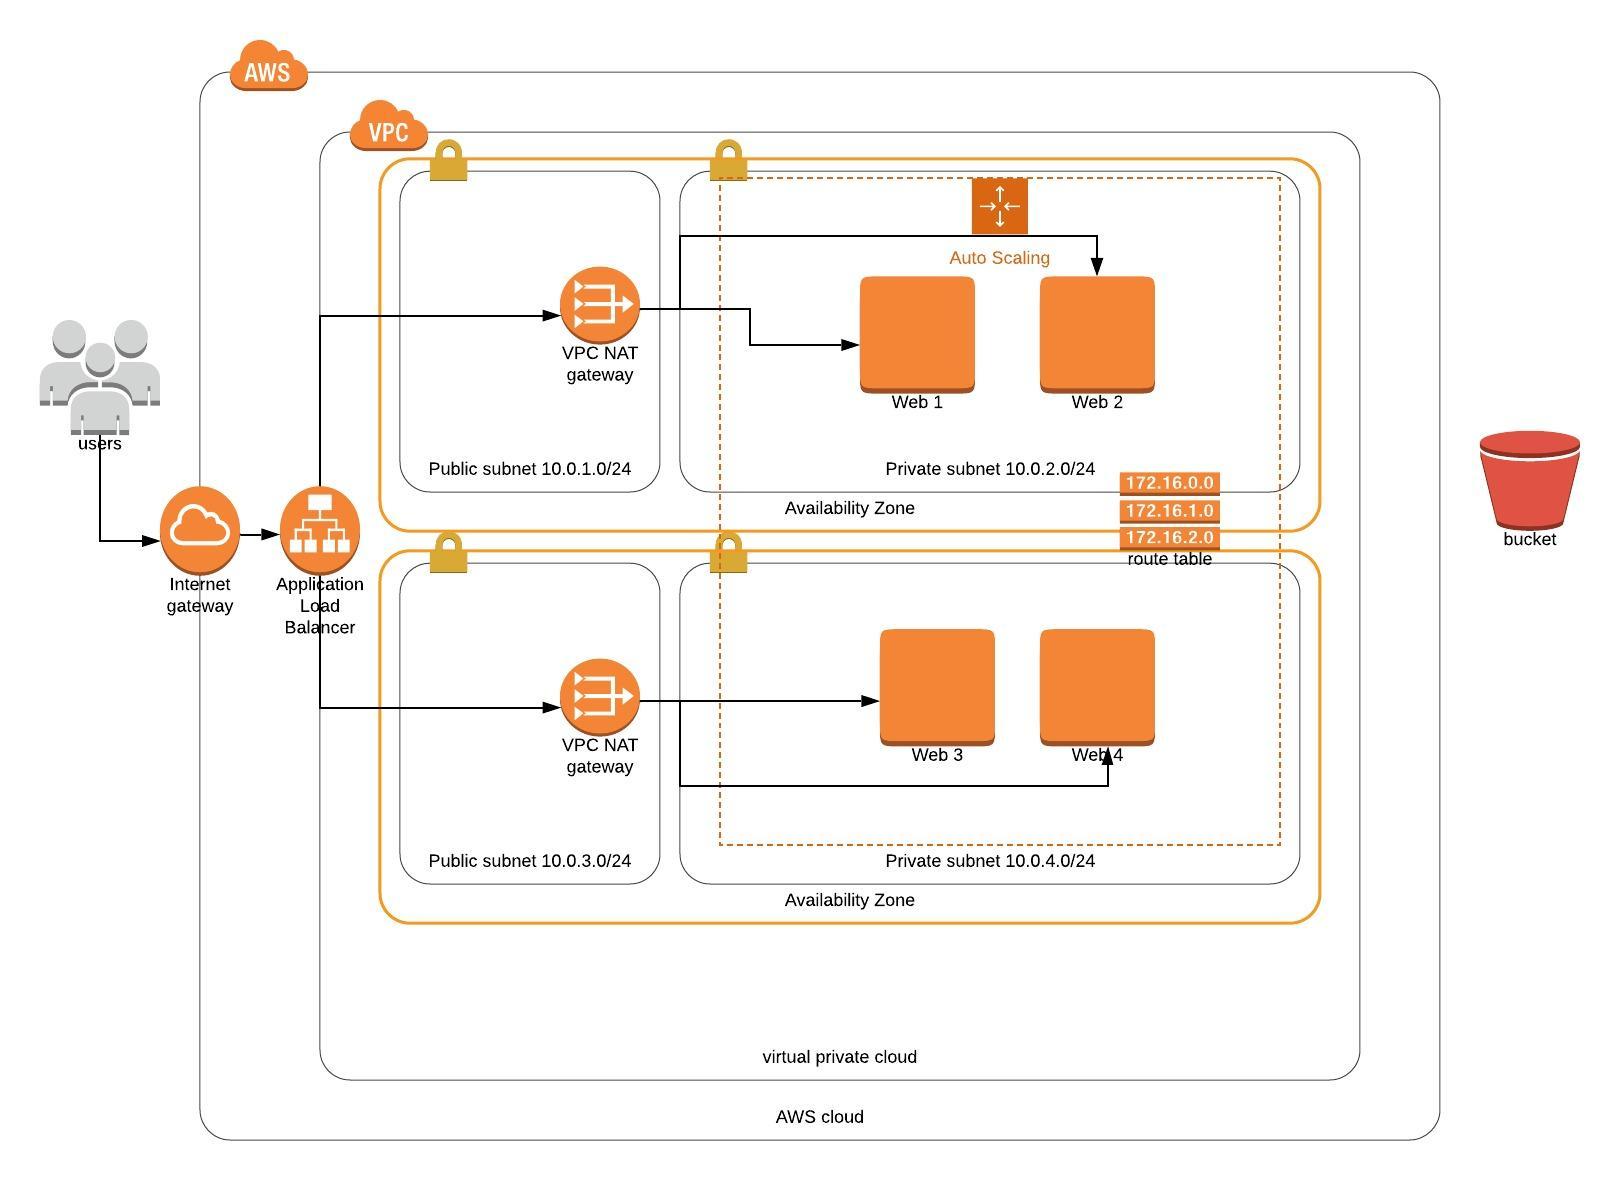 AWS
VPC
Auto Scaling
VPC NAT
gateway
Web 1
Web 2
users
Public subnet 10.0.1.0/24
Private subnet 10.0.2.0/24
172.16.0.0
172.16.1.0
172.16.2.0
route table
Availability Zone
bucket
Internet
gateway
Application
Load
Balancer
VPC NAT
gateway
Web 3
Web 4
Public subnet 10.0.3.0/24
Private subnet 10.0.4.0/24
Availability Zone
virtual private cloud
AWS cloud